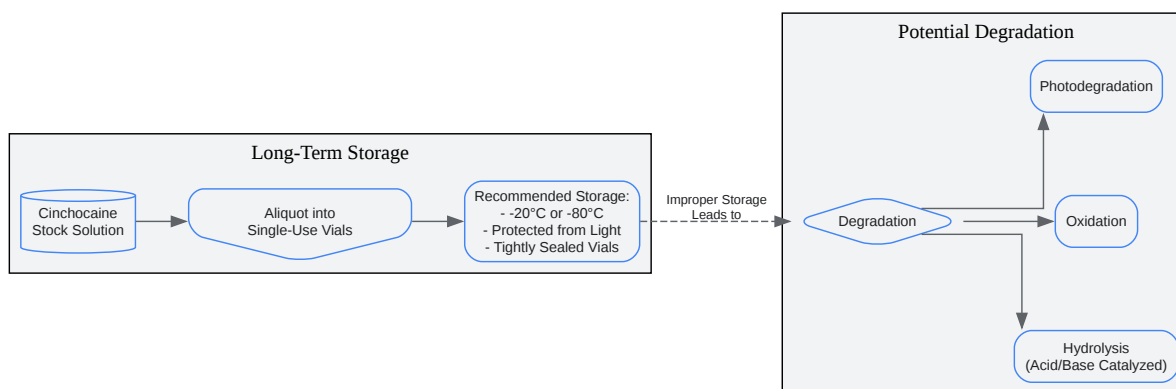 Long-Term Storage
Cinchocaine
Stock Solution
Aliquot into
Single-Use Vials
Recommended Storage:
- -20°C or -80°C
- Protected from Light
- Tightly Sealed Vials
Improper Storage
Leads to
Potential Degradation
Degradation
Photodegradation
Oxidation
Hydrolysis
(Acid/Base Catalyzed)